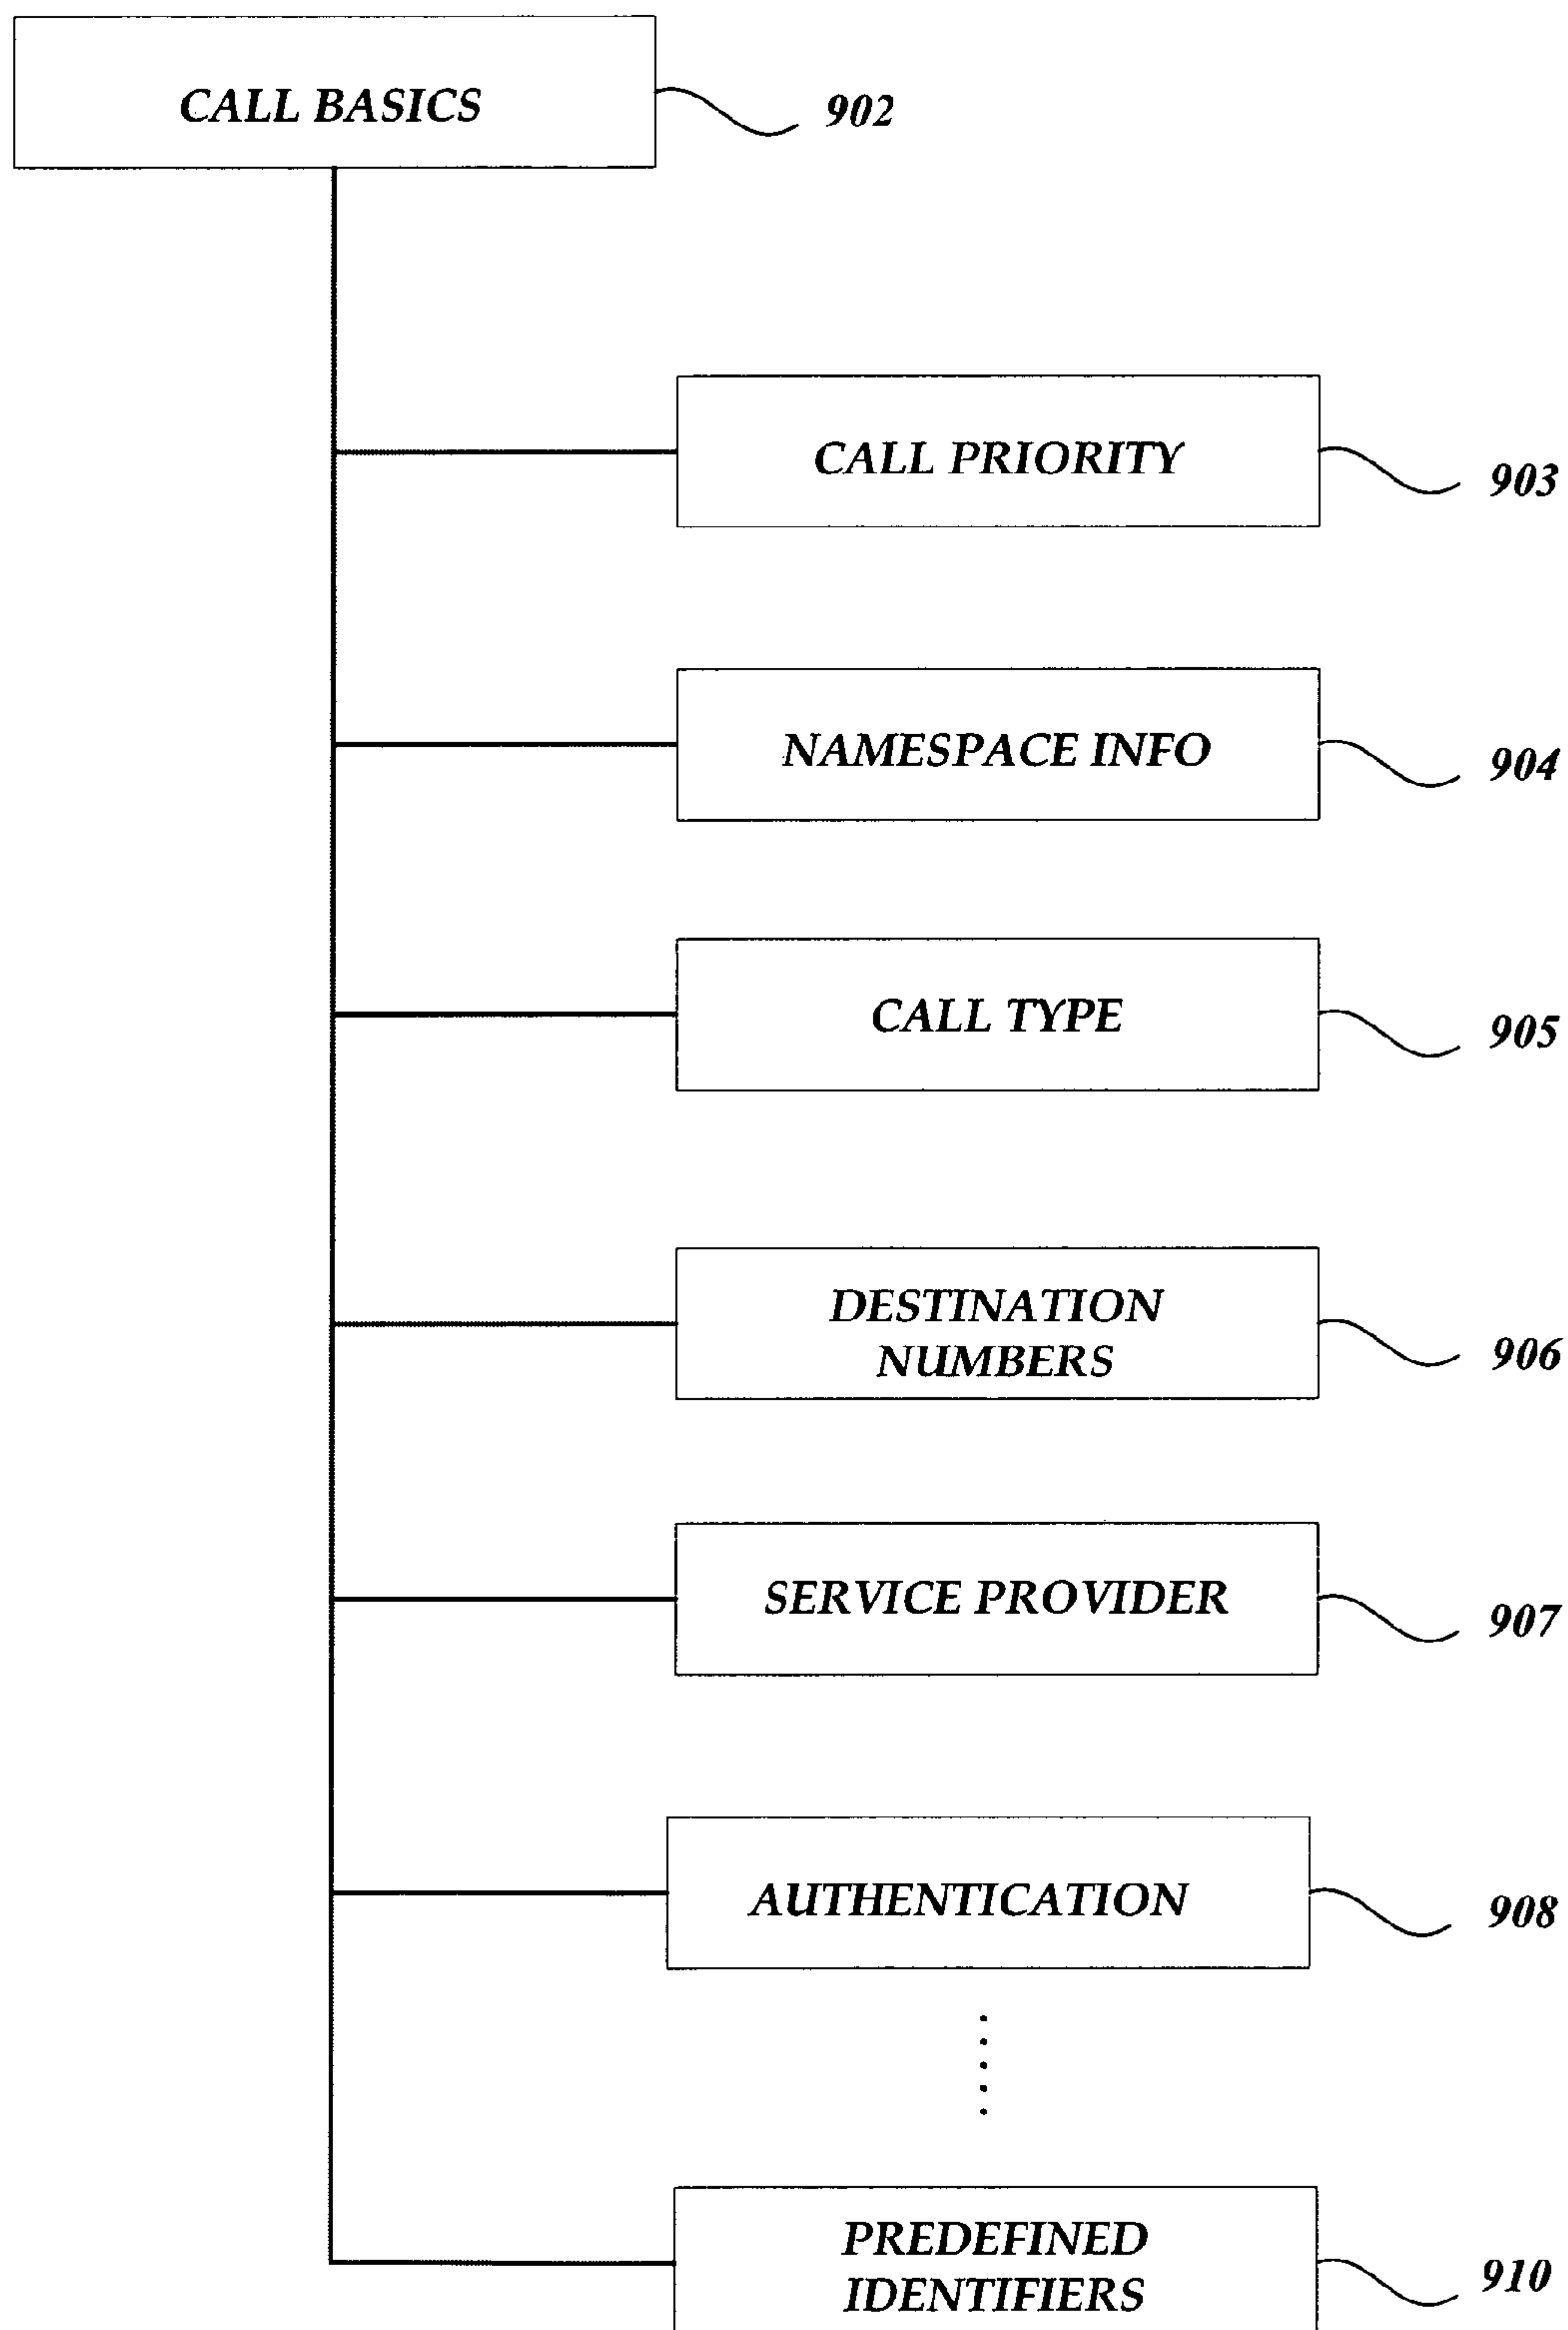 CALL BASICS
902
CALL PRIORITY
903
NAMESPACE INFO
904
CALL TYPE
905
DESTINATION
NUMBERS
906
SERVICE PROVIDER
907
AUTHENTICATION
908
PREDEFINED
IDENTIFIERS
910